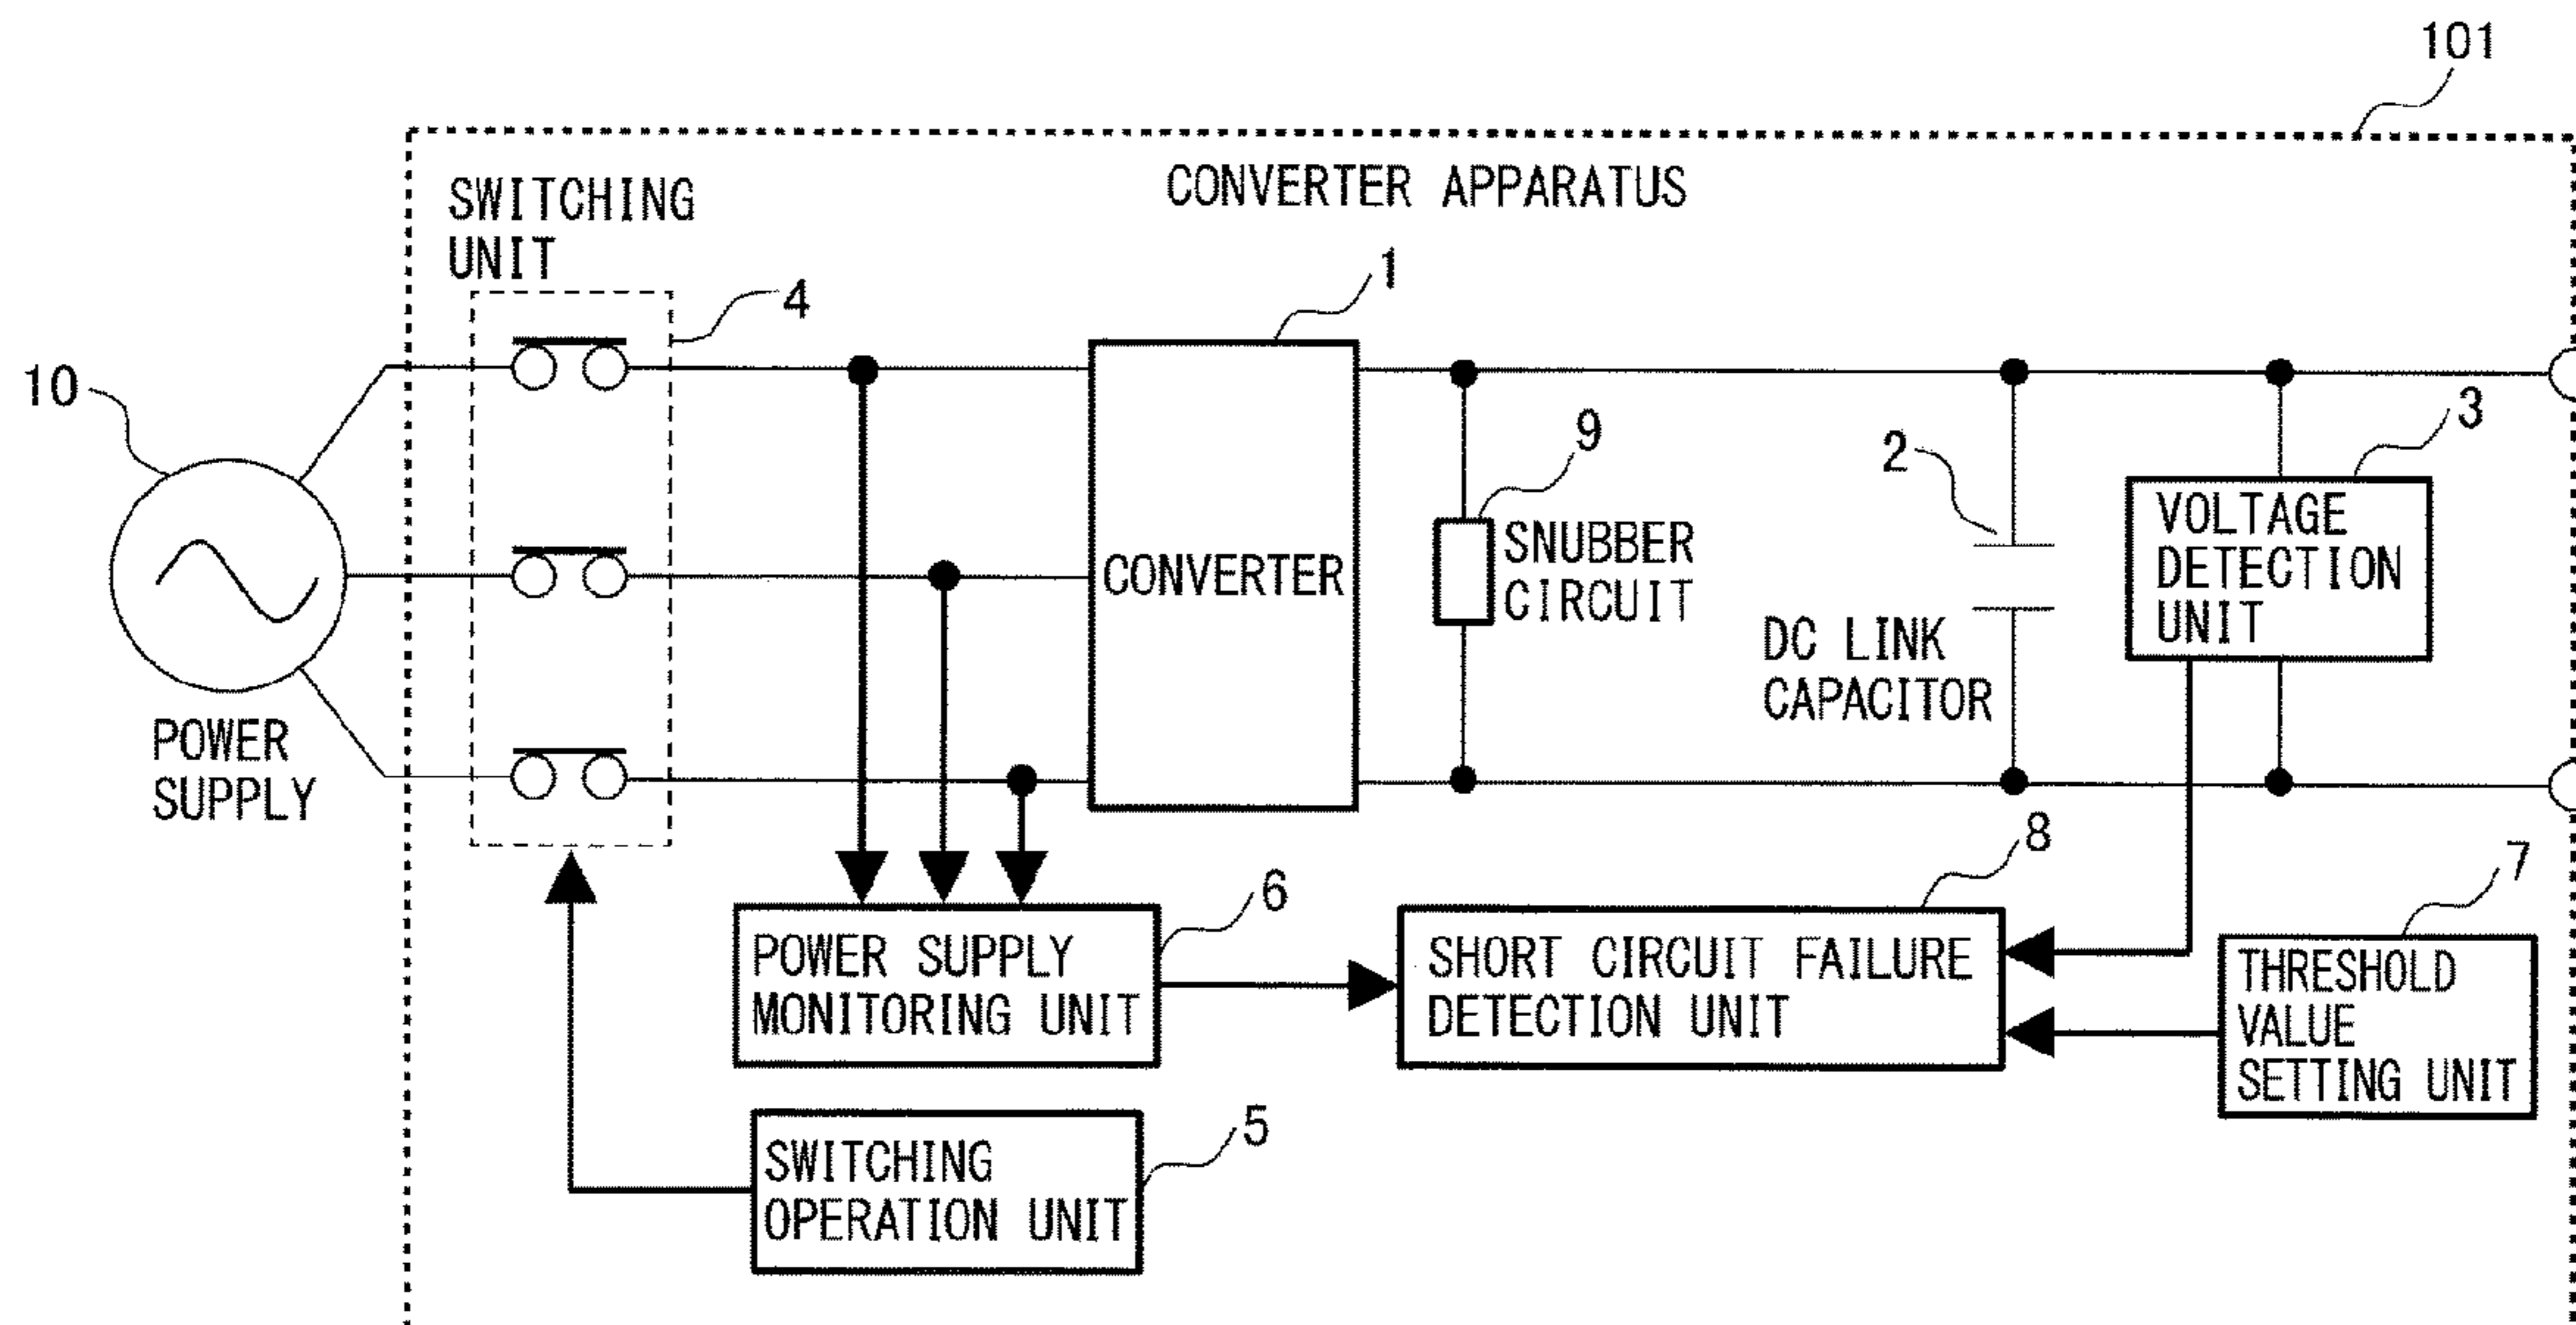 101
CONVERTER APPARATUS
SWITCHING
UNIT
4
1
10
POWER
SUPPLY
CONVERTER
9
SNUBBER
CIRCUIT
2
DC LINK
CAPACITOR
3
VOLTAGE
DETECTION
UNIT
6
POWER SUPPLY
MONITORING UNIT
8
SHORT CIRCUIT FAILURE
DETECTION UNIT
7
THRESHOLD
VALUE
SETTING UNIT
5
SWITCHING
OPERATION UNIT